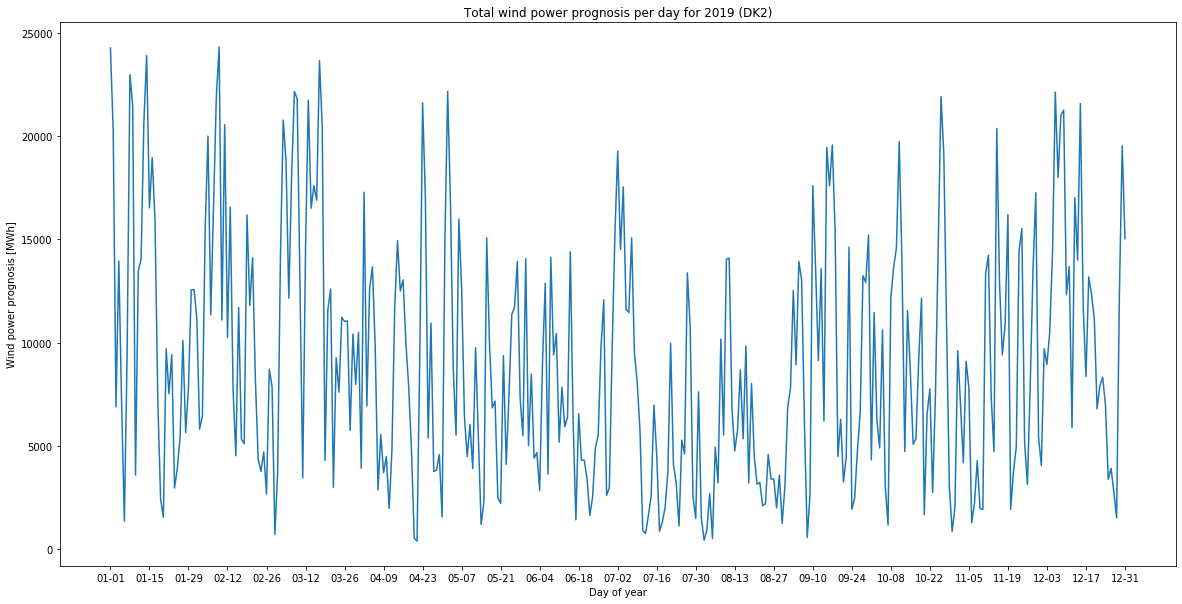 Total wind power prognosis per day for 2019 (DK2)
Wind power prognosis [MWh]
25000
20000
15000
10000
5000
0
01-01 01-15 01-29 02-12 02-26 03-12 03-26 04-09 04-23 05-07 05-21 06-04 06-18 07-02 07-16 07-30 08-13 08-27 09-10 09-24 10-08 10-22 11-05 11-19 12-03 12-17 12-31
Day of year